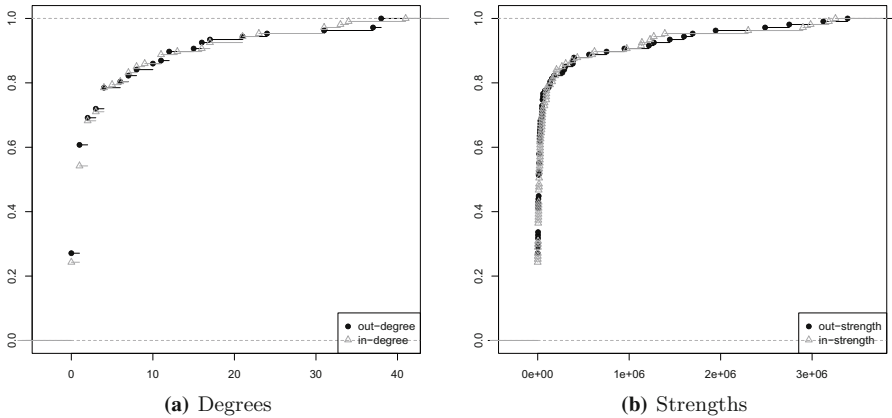 1.0
0.8
0.6
0.4
0.2
0.0
0 10 20 30 40
out−degree
in−degree
(a) Degrees
1.0
0.8
0.6
0.4
0.2
0.0
0e+00 1e+06 2e+06 3e+06
out−strength
in−strength
(b) Strengths